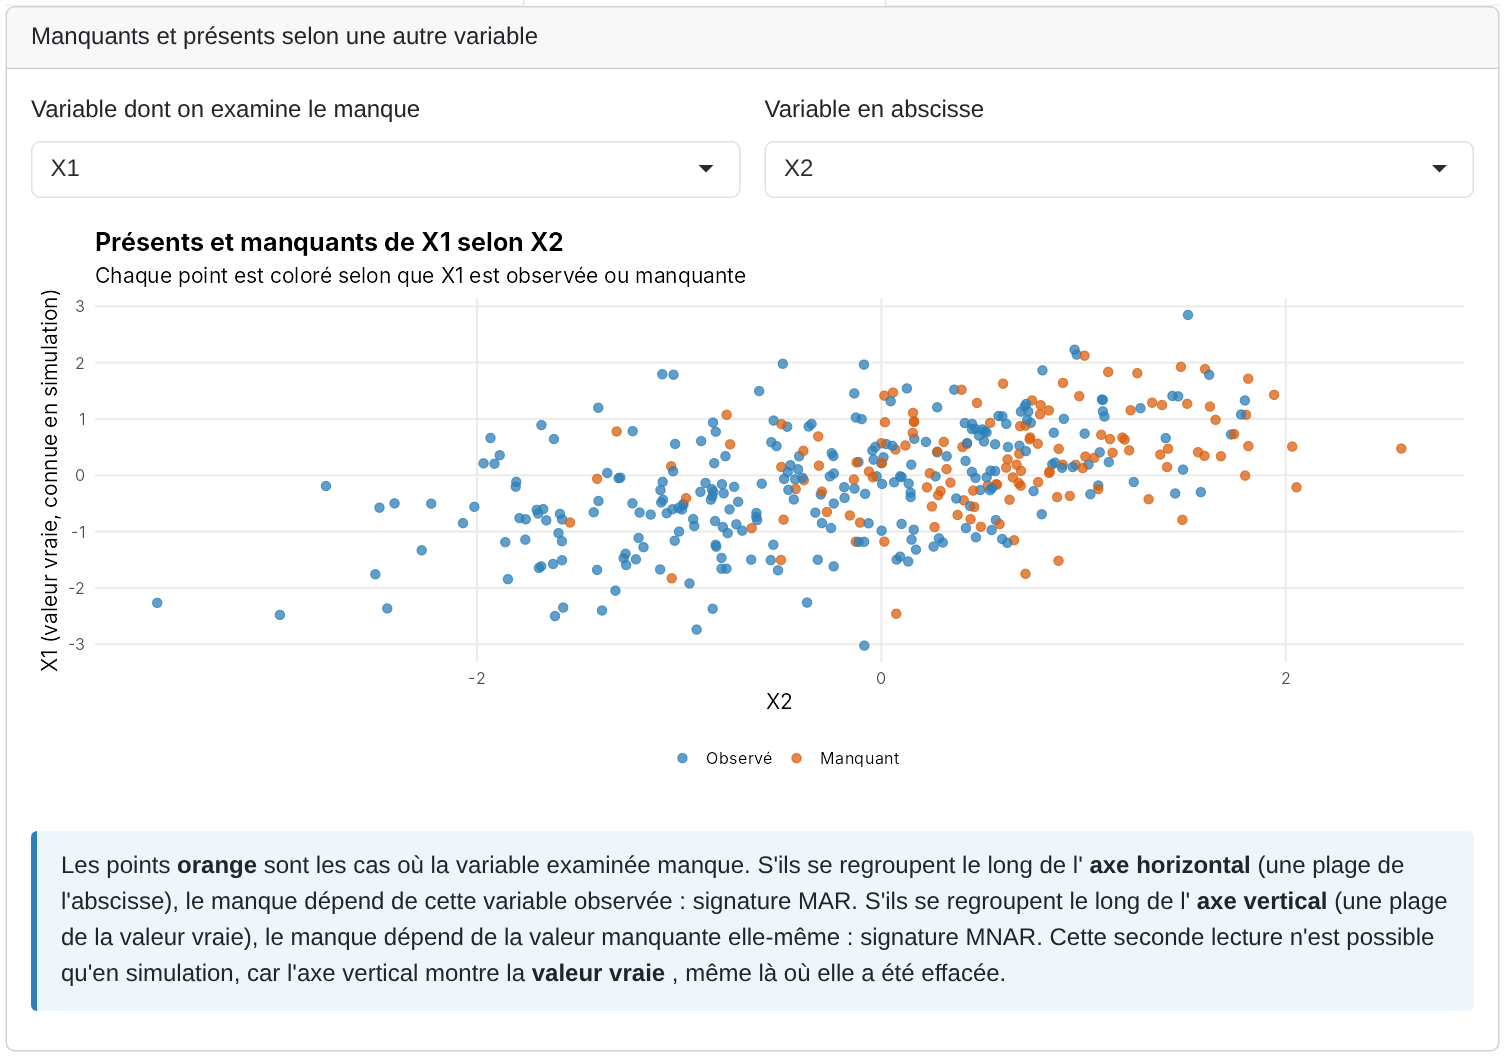 Manquants et présents selon une autre variable
Variable dont on examine le manque
Variable en abscisse
X1
X2
Présents et manquants de X1 selon X2
Chaque point est coloré selon que X1 est observée ou manquante
X1 (valeur vraie, connue en simulation)
3
2
1
0
-1
-2
-3
-2
0
2
X2
Observé
Manquant
Les points orange sont les cas où la variable examinée manque. S'ils se regroupent le long de l' axe horizontal (une plage de
l'abscisse), le manque dépend de cette variable observée : signature MAR. S'ils se regroupent le long de l' axe vertical (une plage
de la valeur vraie), le manque dépend de la valeur manquante elle-même : signature MNAR. Cette seconde lecture n'est possible
qu'en simulation, car l'axe vertical montre la valeur vraie , même là où elle a été effacée.